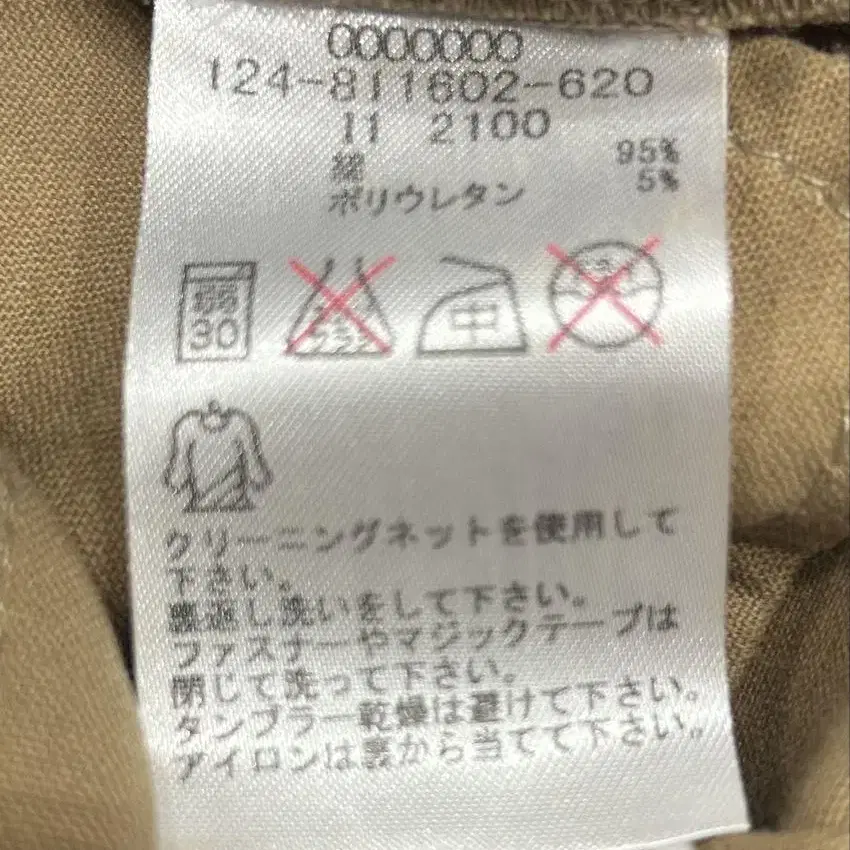 0000000
124-811602-620
11 2100
綿 95%
ポリウレタン 5%
弱
30
中
クリーニングネットを使用して
下さい。
裏返し洗いをして下さい。
ファスナーやマジックテープは
閉じて洗って下さい。
タンブラー乾燥は避けて下さい。
アイロンは裏から当てて下さい。